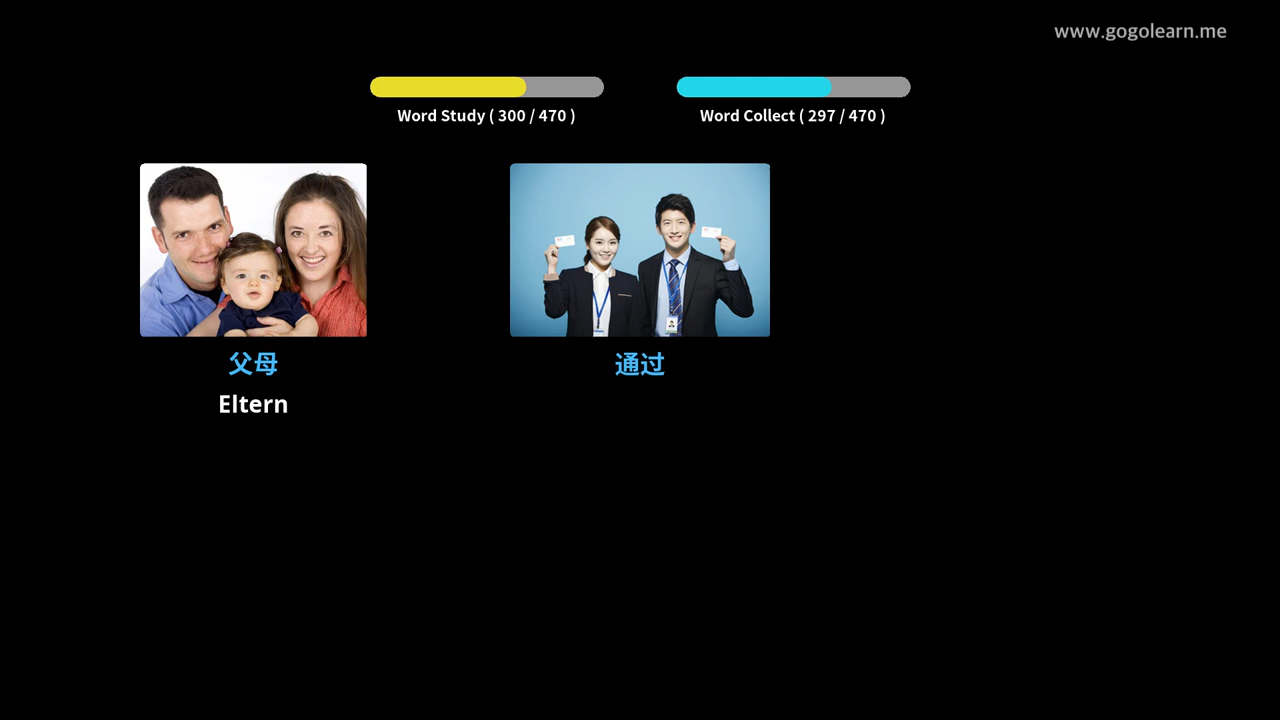 www.gogolearn.me
Word Study ( 300 / 470 )
Word Collect ( 297 / 470 )
父母
通过
Eltern